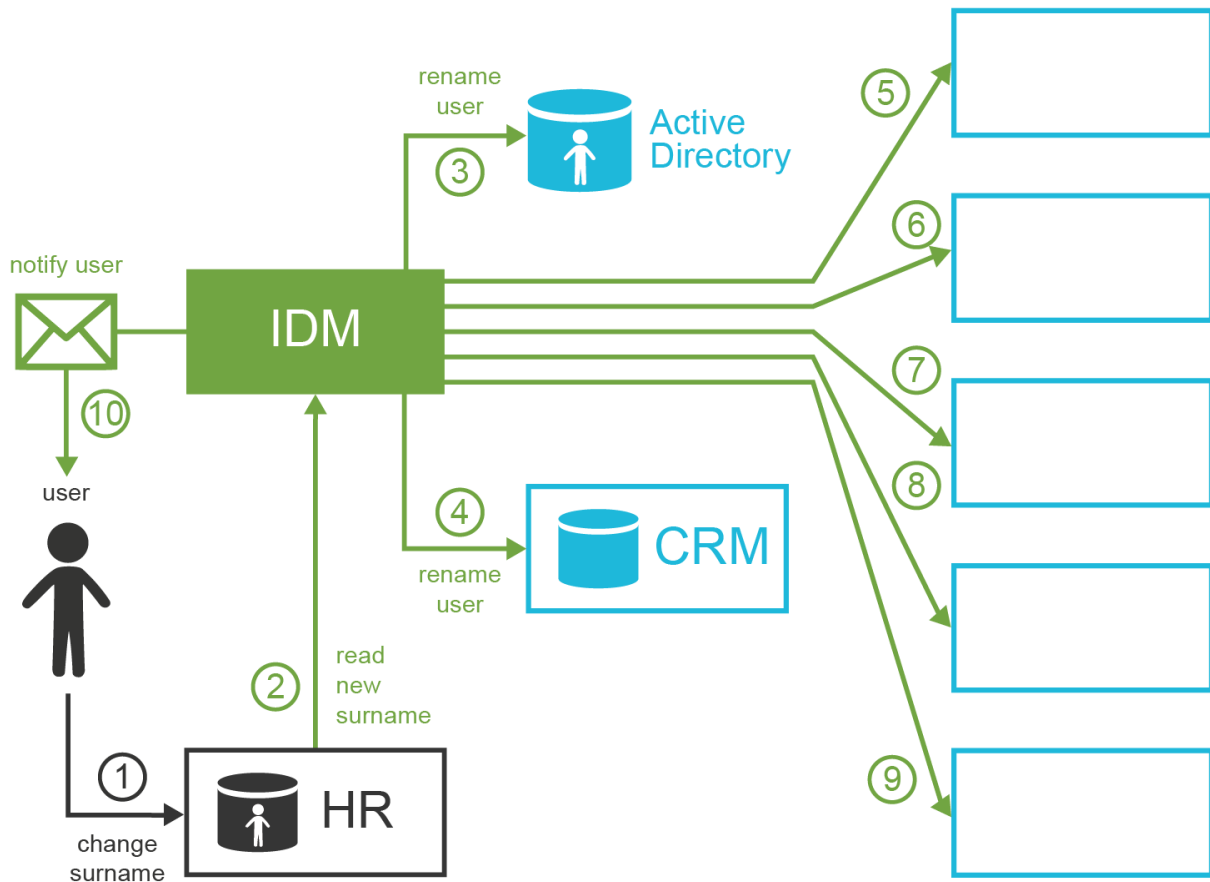 rename
user
3
Active
Directory
5
6
notify user
IDM
7
10
8
user
4
CRM
rename
user
2
read
new
surname
1
HR
9
change
surname